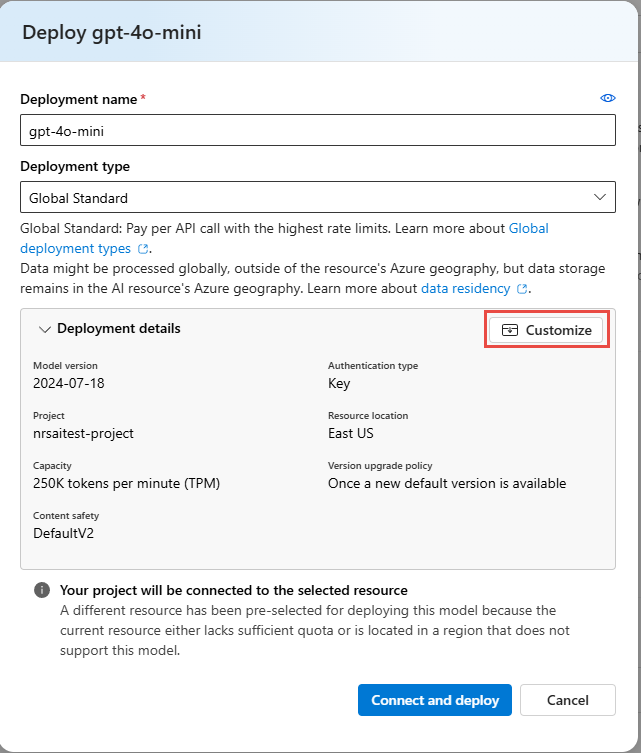 Deploy gpt-4o-mini
Deployment name *
gpt-4o-mini
Deployment type
Global Standard
Global Standard: Pay per API call with the highest rate limits. Learn more about Global
deployment types.
Data might be processed globally, outside of the resource's Azure geography, but data storage
remains in the AI resource's Azure geography. Learn more about data residency.
Deployment details
Customize
Model version
2024-07-18
Authentication type
Key
Project
nrsaitest-project
Resource location
East US
Capacity
250K tokens per minute (TPM)
Version upgrade policy
Once a new default version is available
Content safety
DefaultV2
Your project will be connected to the selected resource
A different resource has been pre-selected for deploying this model because the
current resource either lacks sufficient quota or is located in a region that does not
support this model.
Connect and deploy
Cancel